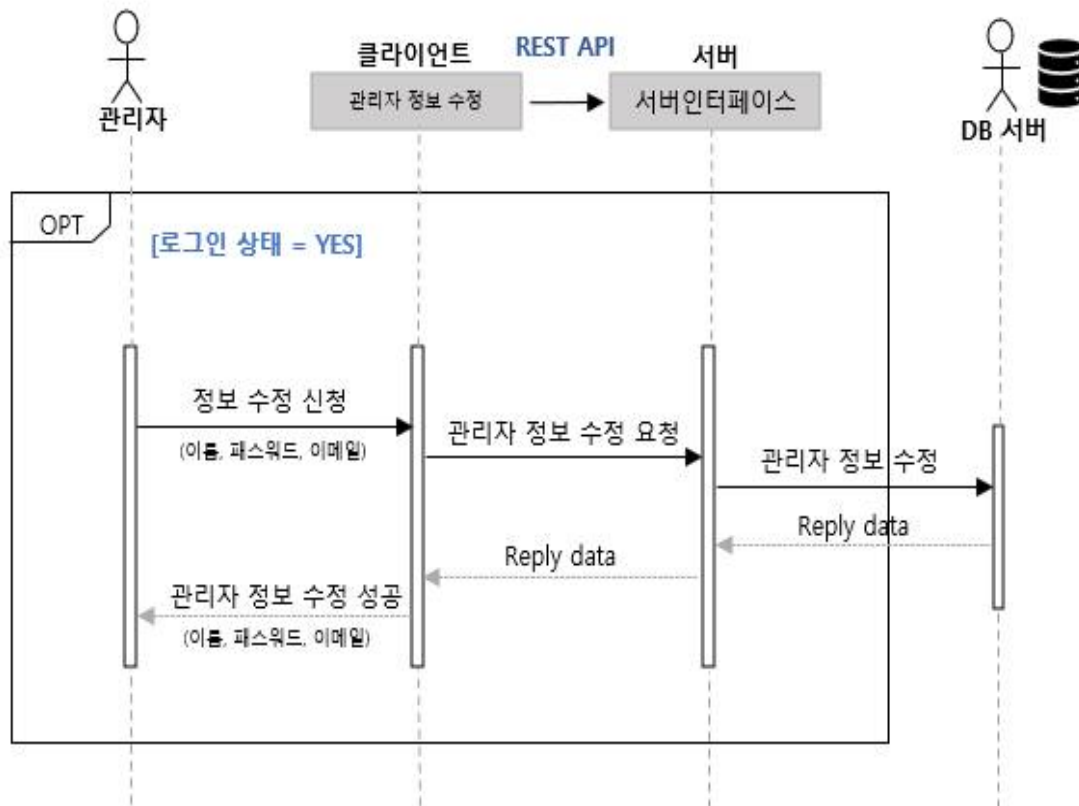 클라이언트
REST API
서버
관리자 정보 수정
서버인터페이스
관리자
DB 서버
OPT
[로그인 상태 = YES]
정보 수정 신청
(이름, 패스워드, 이메일)
관리자 정보 수정 요청
관리자 정보 수정
Reply data
Reply data
관리자 정보 수정 성공
(이름, 패스워드, 이메일)